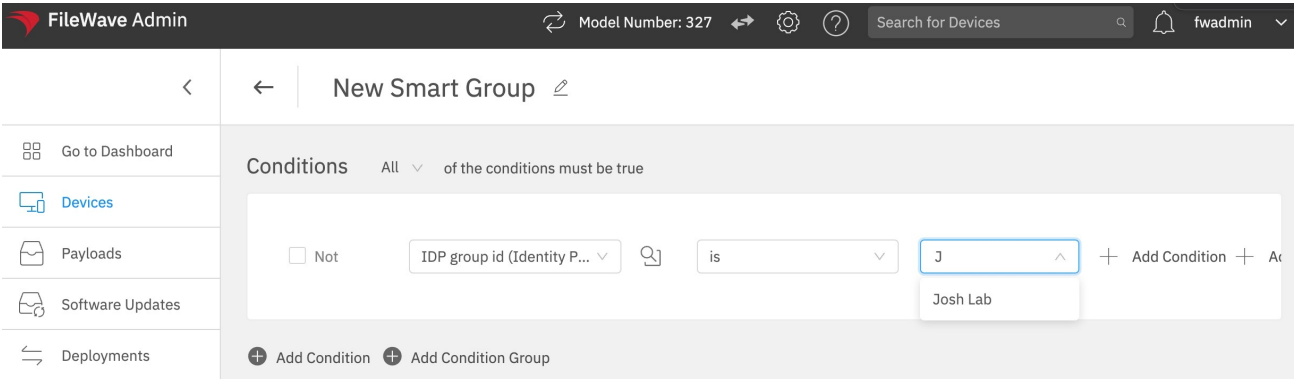 FileWave Admin
Model Number: 327
Search for Devices
fwadmin
New Smart Group
Go to Dashboard
Conditions All of the conditions must be true
Devices
Payloads
Not IDP group id (Identity P... is J Add Condition
Josh Lab
Software Updates
Deployments
Add Condition Add Condition Group